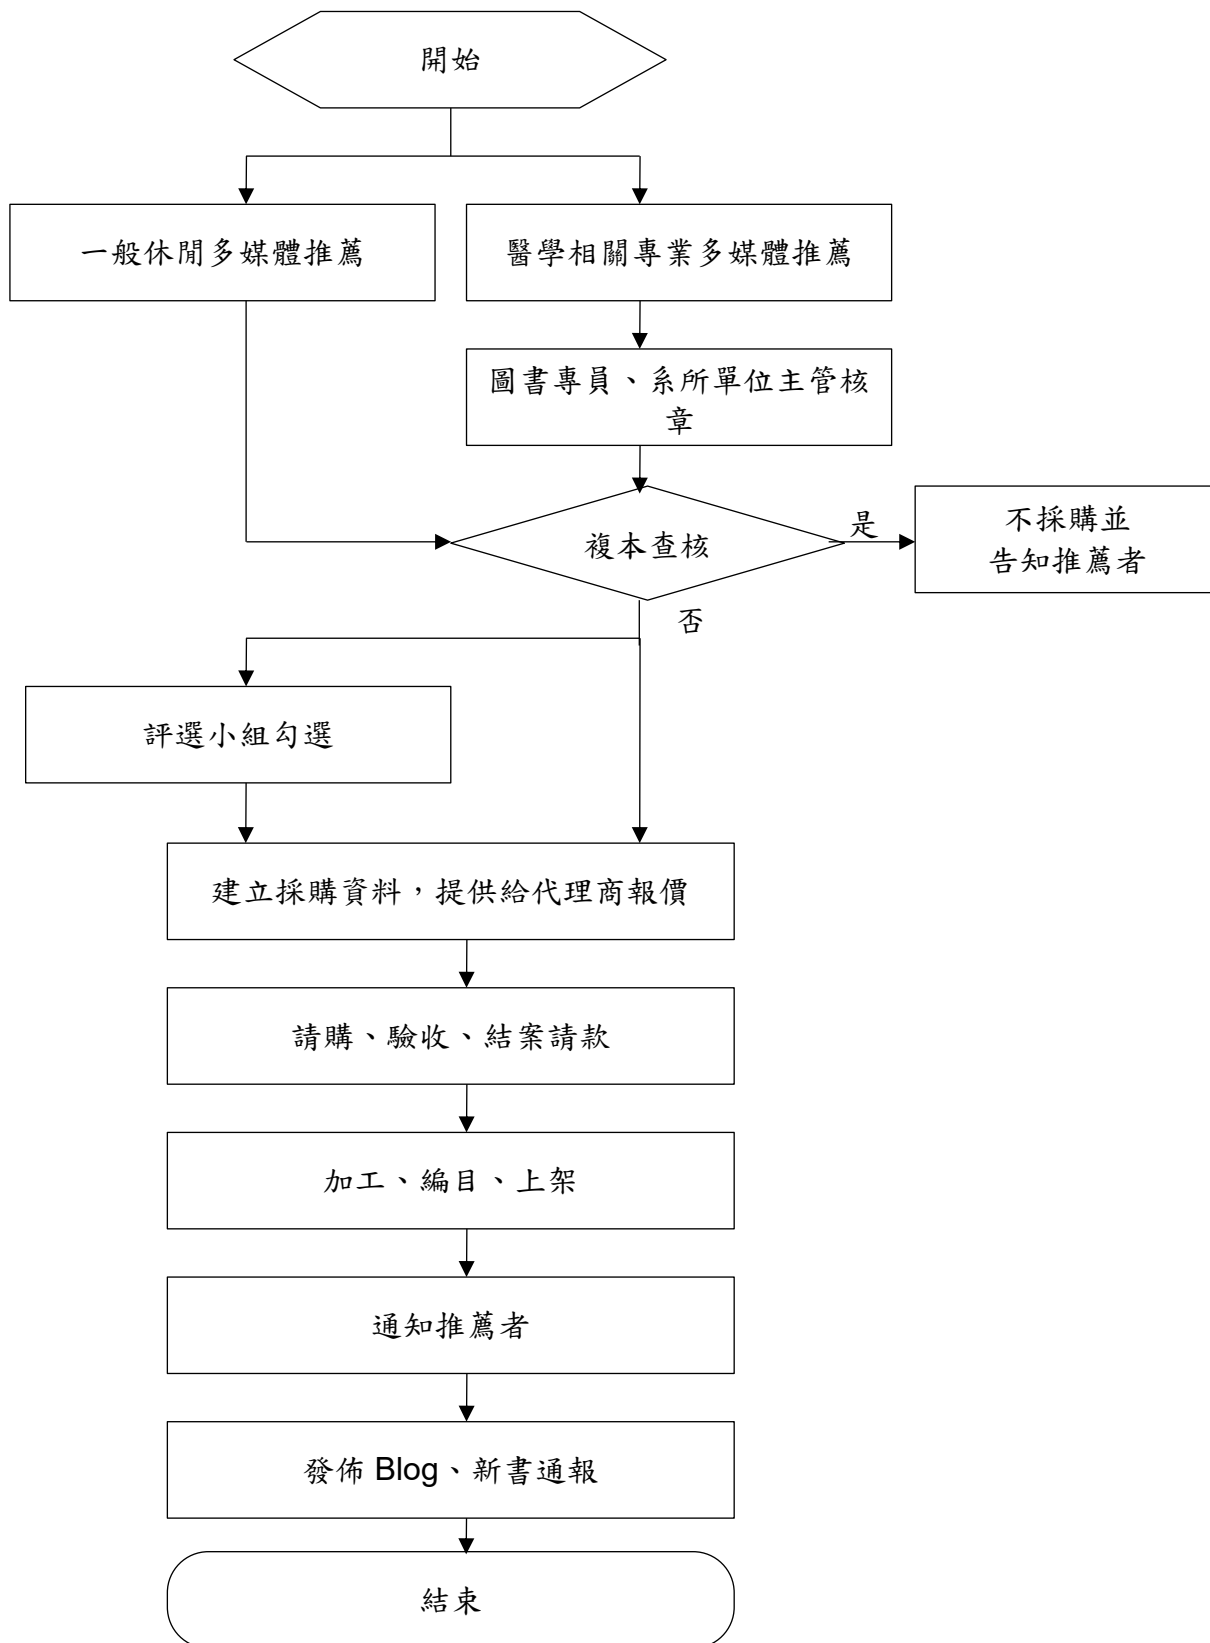 開始
一般休閒多媒體推薦
醫學相關專業多媒體推薦
圖書專員、系所單位主管核
章
複本查核
是
不採購並
告知推薦者
否
評選小組勾選
建立採購資料，提供給代理商報價
請購、驗收、結案請款
加工、編目、上架
通知推薦者
發佈 Blog、新書通報
結束